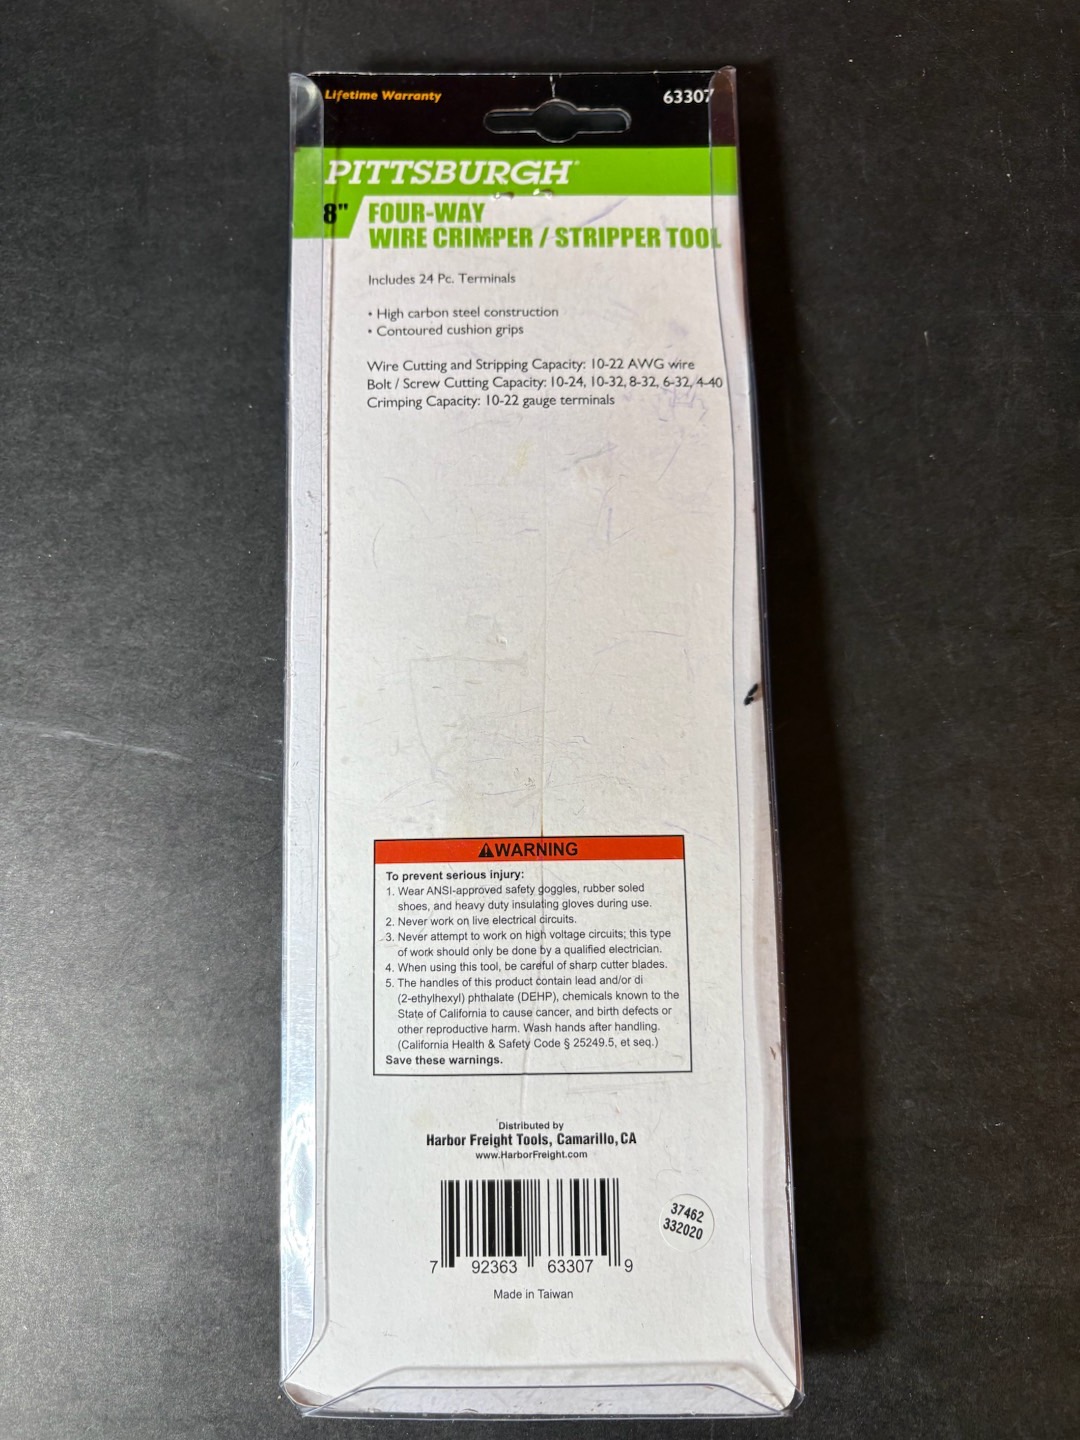 Lifetime Warranty
63307
PITTSBURGH
8" FOUR-WAY
WIRE CRIMPER / STRIPPER TOOL
Includes 24 Pc. Terminals
• High carbon steel construction
• Contoured cushion grips
Wire Cutting and Stripping Capacity: 10-22 AWG wire
Bolt / Screw Cutting Capacity: 10-24, 10-32, 8-32, 6-32, 4-40
Crimping Capacity: 10-22 gauge terminals
⚠WARNING
To prevent serious injury:
1. Wear ANSI-approved safety goggles, rubber soled
shoes, and heavy duty insulating gloves during use.
2. Never work on live electrical circuits.
3. Never attempt to work on high voltage circuits; this type
of work should only be done by a qualified electrician.
4. When using this tool, be careful of sharp cutter blades.
5. The handles of this product contain lead and/or di
(2-ethylhexyl) phthalate (DEHP), chemicals known to the
State of California to cause cancer, and birth defects or
other reproductive harm. Wash hands after handling.
(California Health & Safety Code § 25249.5, et seq.)
Save these warnings.
Distributed by
Harbor Freight Tools, Camarillo, CA
www.HarborFreight.com
37462
332020
7 92363 63307 9
Made in Taiwan